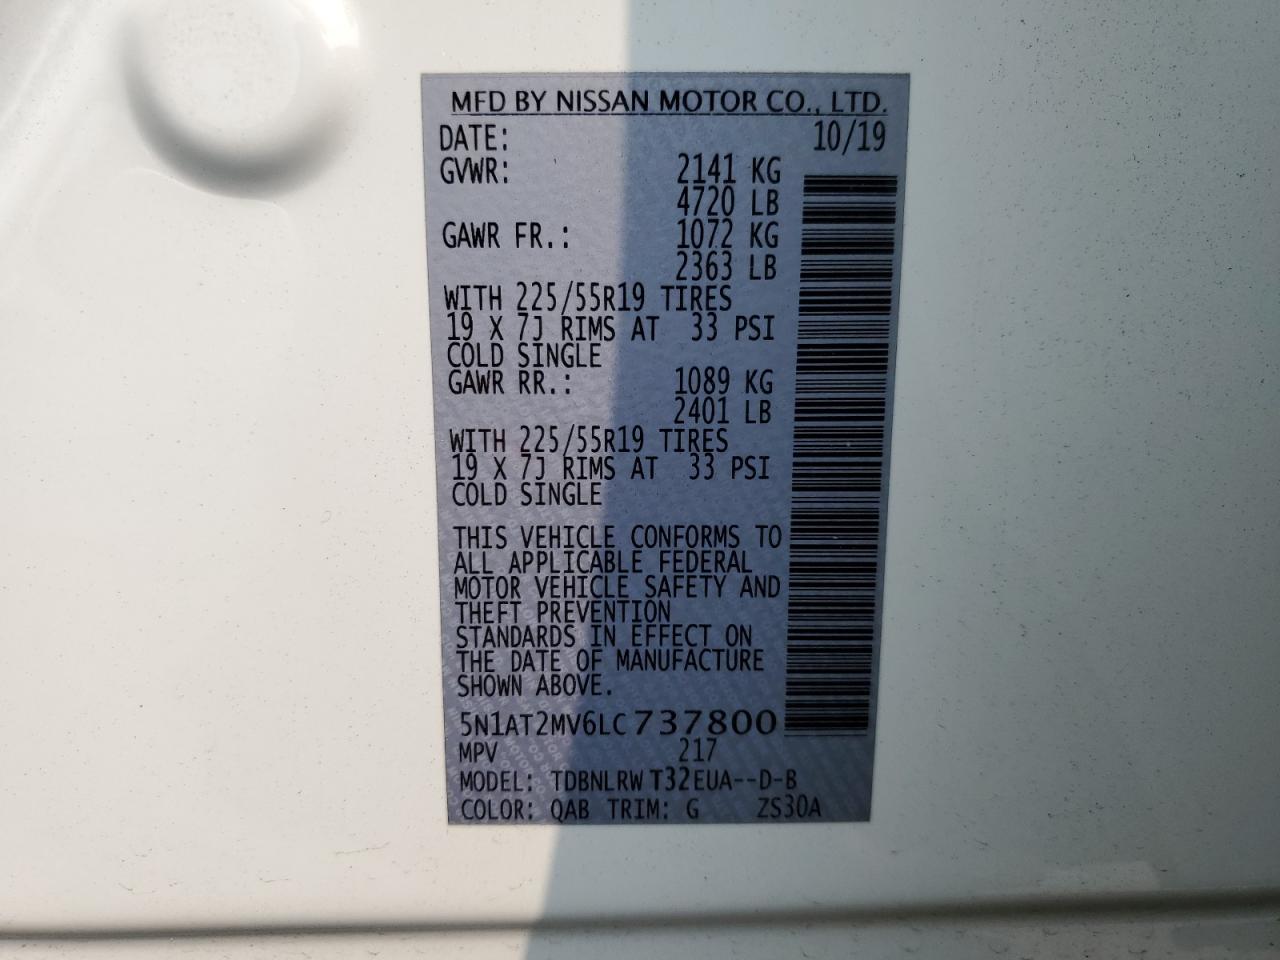 MFD BY NISSAN MOTOR CO., LTD.
DATE: 10/19
GVWR: 2141 KG
4720 LB
GAWR FR.: 1072 KG
2363 LB
WITH 225/55R19 TIRES
19 X 7J RIMS AT 33 PSI
COLD SINGLE
GAWR RR.: 1089 KG
2401 LB
WITH 225/55R19 TIRES
19 X 7J RIMS AT 33 PSI
COLD SINGLE
THIS VEHICLE CONFORMS TO
ALL APPLICABLE FEDERAL
MOTOR VEHICLE SAFETY AND
THEFT PREVENTION
STANDARDS IN EFFECT ON
THE DATE OF MANUFACTURE
SHOWN ABOVE.
5N1AT2MV6LC737800
MPV 217
MODEL: TDBNLRW T32EUA--D-B
COLOR: QAB TRIM: G ZS30A